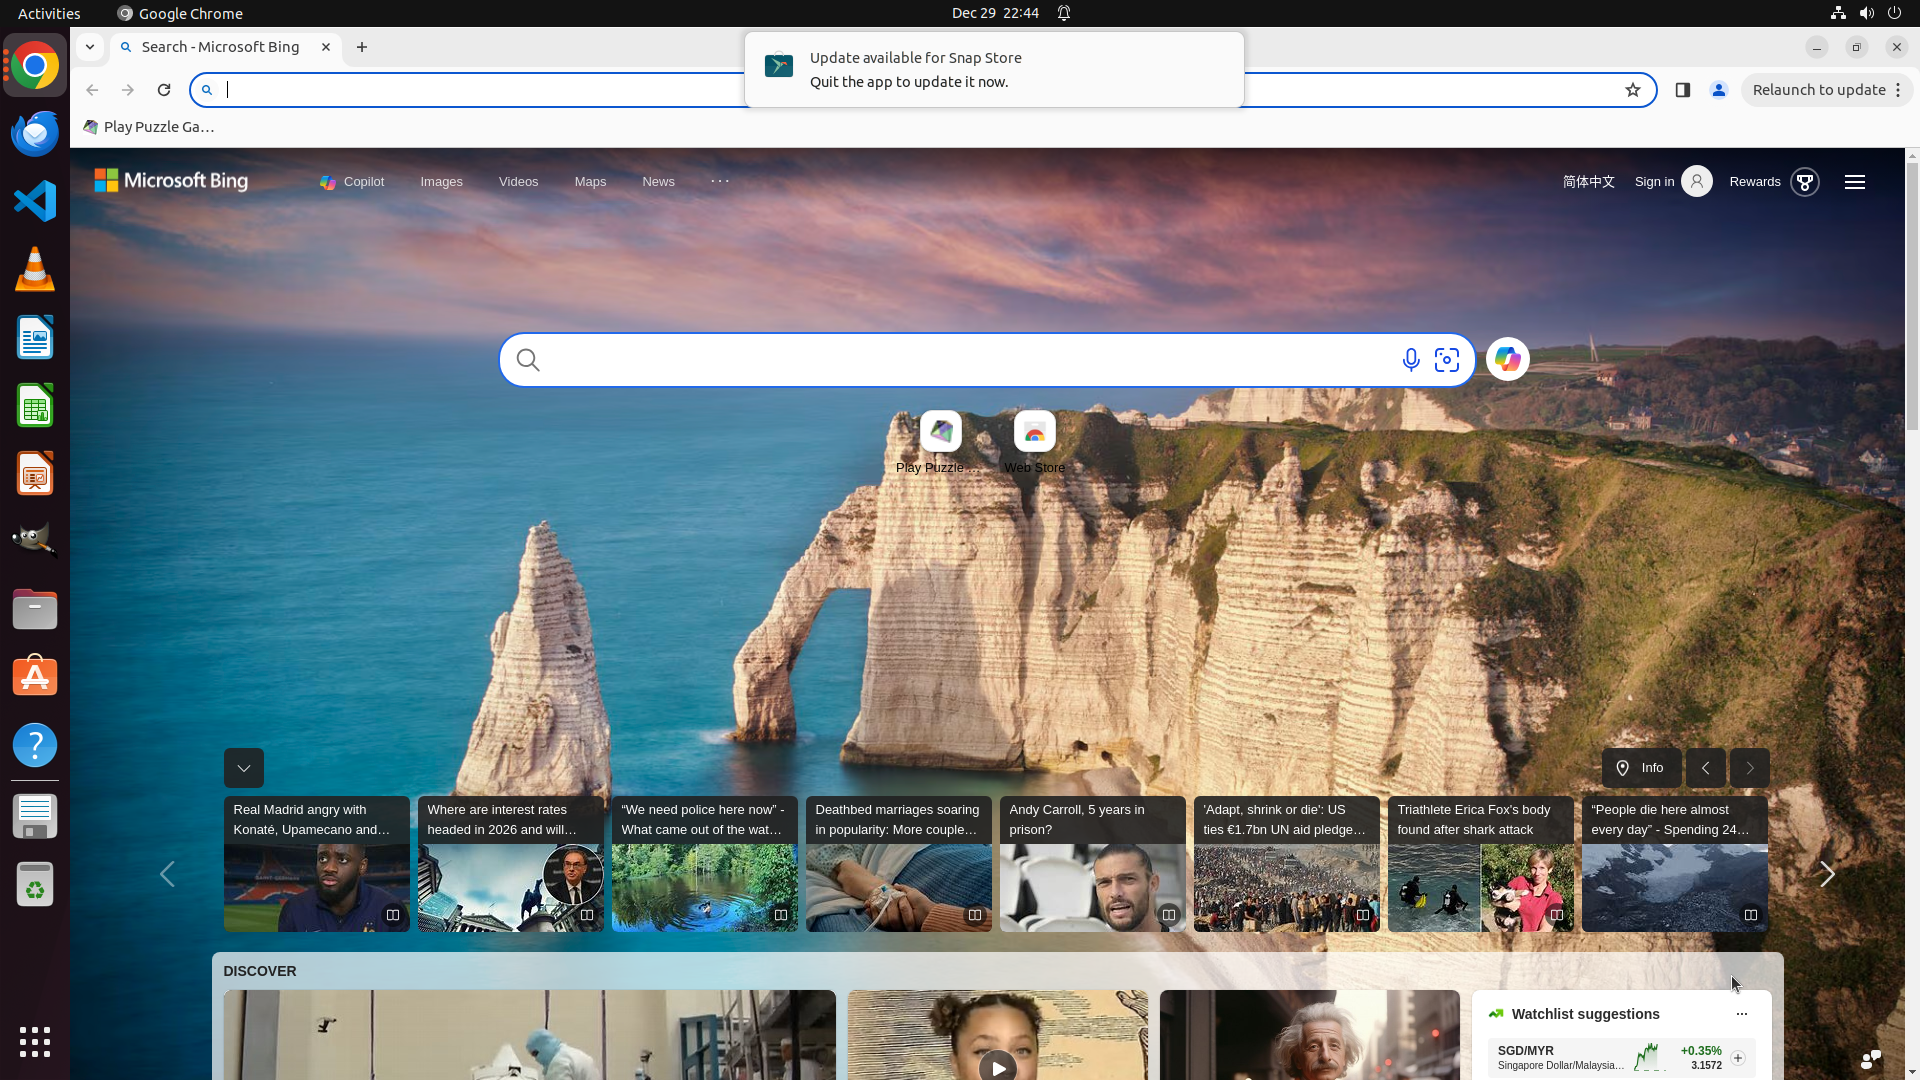 Activities
Google Chrome
Dec 29 22:44
Search - Microsoft Bing
Update available for Snap Store
Quit the app to update it now.
Relaunch to update
Play Puzzle Ga...
Microsoft Bing
Copilot
Images
Videos
Maps
News
简体中文
Sign in
Rewards
Play Puzzle ...
Web Store
Info
Real Madrid angry with
Konaté, Upamecano and...
Where are interest rates
headed in 2026 and will...
“We need police here now” -
What came out of the wat...
Deathbed marriages soaring
in popularity: More couple...
Andy Carroll, 5 years in
prison?
'Adapt, shrink or die': US
ties €1.7bn UN aid pledge...
Triathlete Erica Fox's body
found after shark attack
“People die here almost
every day” - Spending 24...
DISCOVER
Watchlist suggestions
SGD/MYR
+0.35%
Singapore Dollar/Malaysia...
3.1572